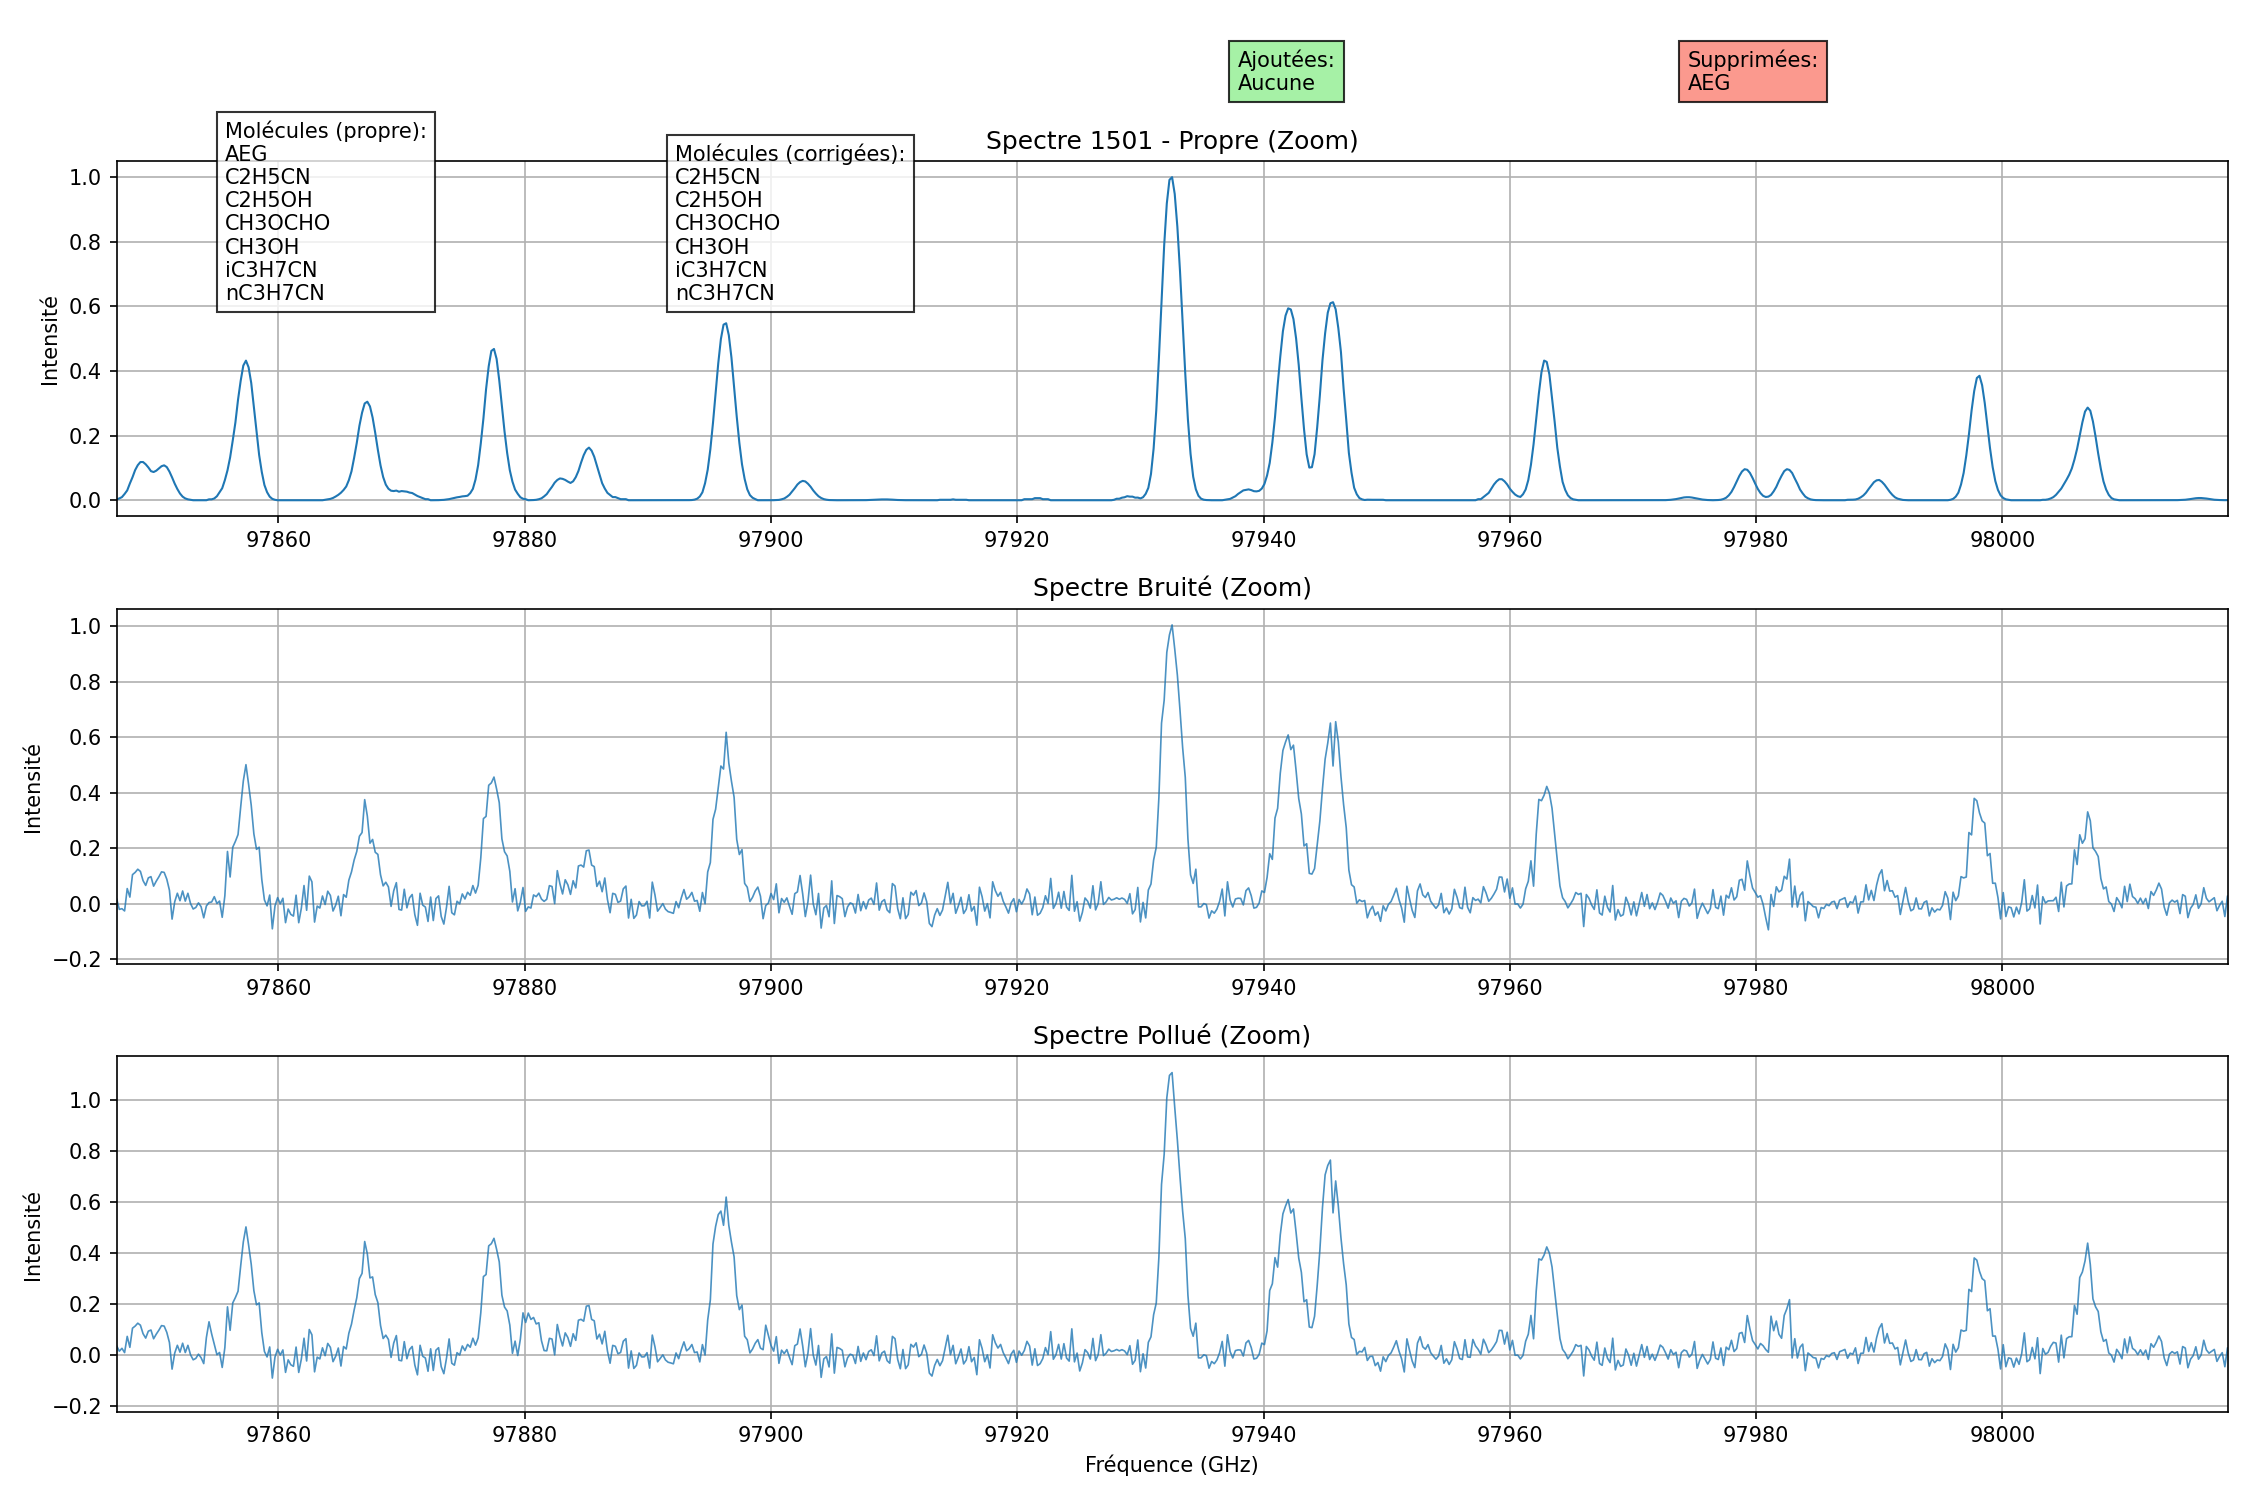 Ajoutées:
Aucune
Supprimées:
AEG
Molécules (propre):
AEG
C2H5CN
C2H5OH
CH3OCHO
CH3OH
iC3H7CN
nC3H7CN
Molécules (corrigées):
C2H5CN
C2H5OH
CH3OCHO
CH3OH
iC3H7CN
nC3H7CN
Spectre 1501 - Propre (Zoom)
Intensité
1.0
0.8
0.6
0.4
0.2
0.0
97860 97880 97900 97920 97940 97960 97980 98000
Spectre Bruité (Zoom)
Intensité
1.0
0.8
0.6
0.4
0.2
0.0
−0.2
97860 97880 97900 97920 97940 97960 97980 98000
Spectre Pollué (Zoom)
Intensité
1.0
0.8
0.6
0.4
0.2
0.0
−0.2
97860 97880 97900 97920 97940 97960 97980 98000
Fréquence (GHz)